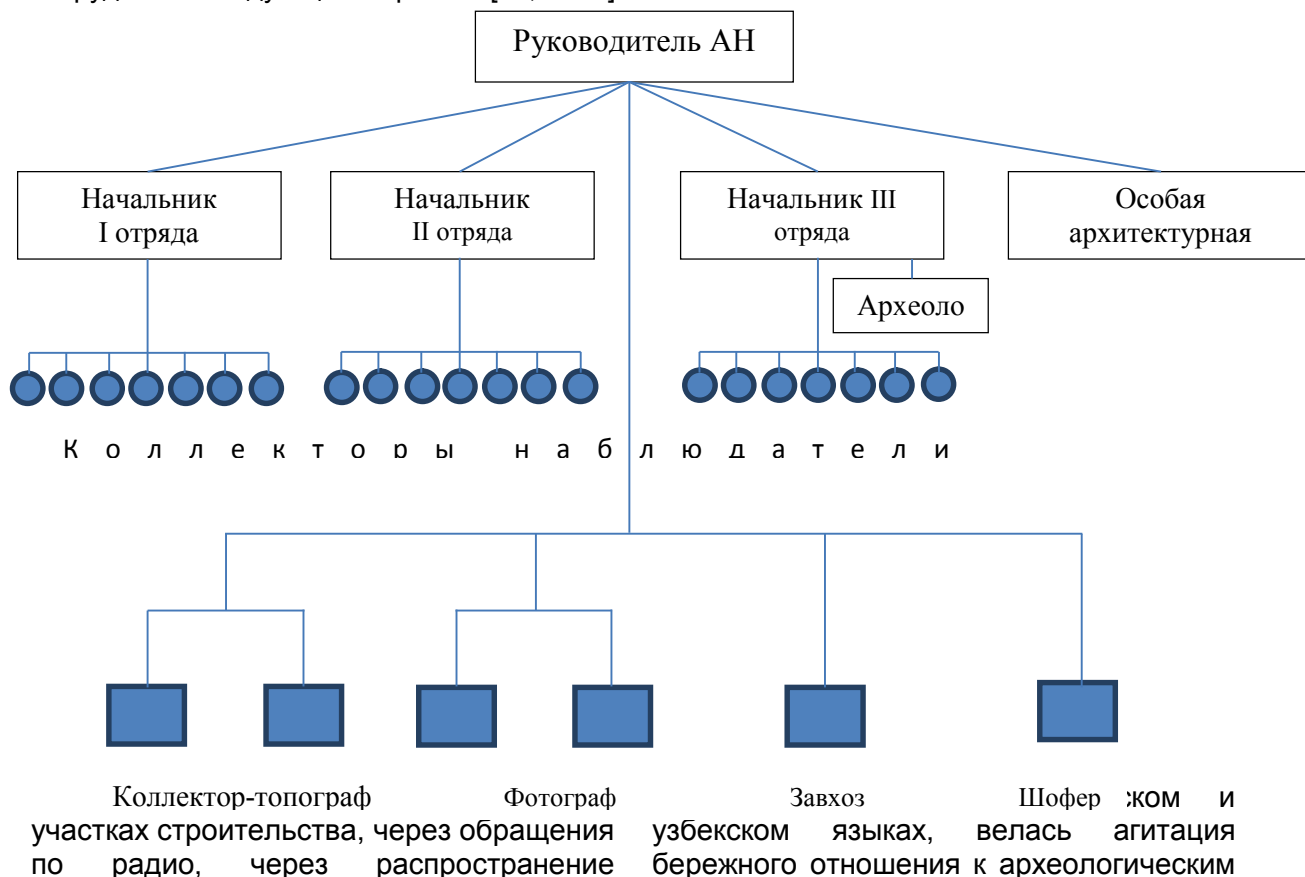 Руководитель АН
Начальник
I отряда
Начальник
II отряда
Начальник III
отряда
Особая
архитектурная
Археоло
К о л л е к т о р ы н а б л ю д а т е л и
Коллектор-топограф
Фотограф
Завхоз
Шофер
ском и
участках строительства, через обращения
по радио, через распространение
узбекском языках, велась агитация
бережного отношения к археологическим